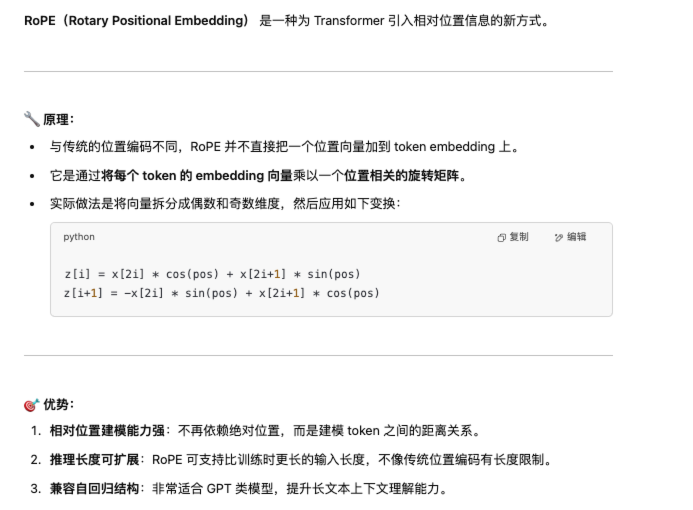 RoPE（Rotary Positional Embedding） 是一种为 Transformer 引入相对位置信息的新方式。
🔧 原理：
• 与传统的位置编码不同，RoPE 并不直接把一个位置向量加到 token embedding 上。
• 它是通过将每个 token 的 embedding 向量乘以一个位置相关的旋转矩阵。
• 实际做法是将向量拆分成偶数和奇数维度，然后应用如下变换：
python 复制 编辑
z[i] = x[2i] * cos(pos) + x[2i+1] * sin(pos)
z[i+1] = -x[2i] * sin(pos) + x[2i+1] * cos(pos)
🎯 优势：
1. 相对位置建模能力强：不再依赖绝对位置，而是建模 token 之间的距离关系。
2. 推理长度可扩展：RoPE 可支持比训练时更长的输入长度，不像传统位置编码有长度限制。
3. 兼容自回归结构：非常适合 GPT 类模型，提升长文本上下文理解能力。